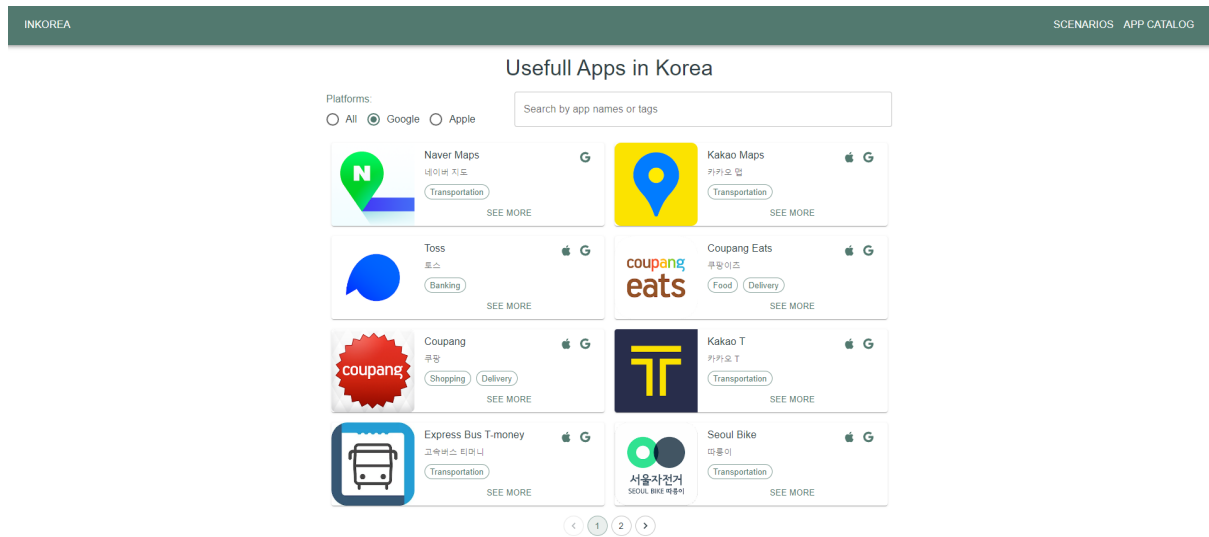 INKOREA
SCENARIOS APP CATALOG
Usefull Apps in Korea
Platforms:
All Google Apple
Search by app names or tags
N
Naver Maps
네이버 지도
Transportation
SEE MORE
Kakao Maps
카카오 맵
Transportation
SEE MORE
Toss
토스
Banking
SEE MORE
coupang
eats
Coupang Eats
쿠팡이즈
Food Delivery
SEE MORE
coupang
Coupang
쿠팡
Shopping Delivery
SEE MORE
Kakao T
카카오 T
Transportation
SEE MORE
Express Bus T-money
고속버스 티머니
Transportation
SEE MORE
서울자전거
SEOUL BIKE 따릉이
Seoul Bike
따릉이
Transportation
SEE MORE
1 2